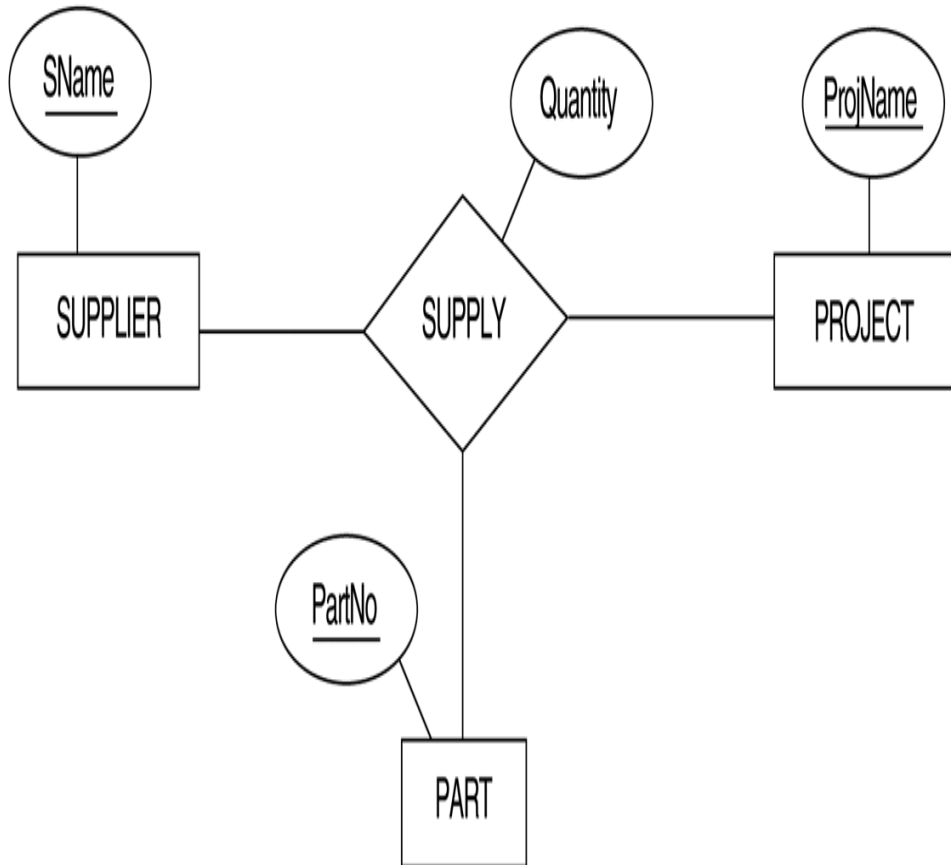 SName
Quantity
ProjName
SUPPLIER
SUPPLY
PROJECT
PartNo
PART